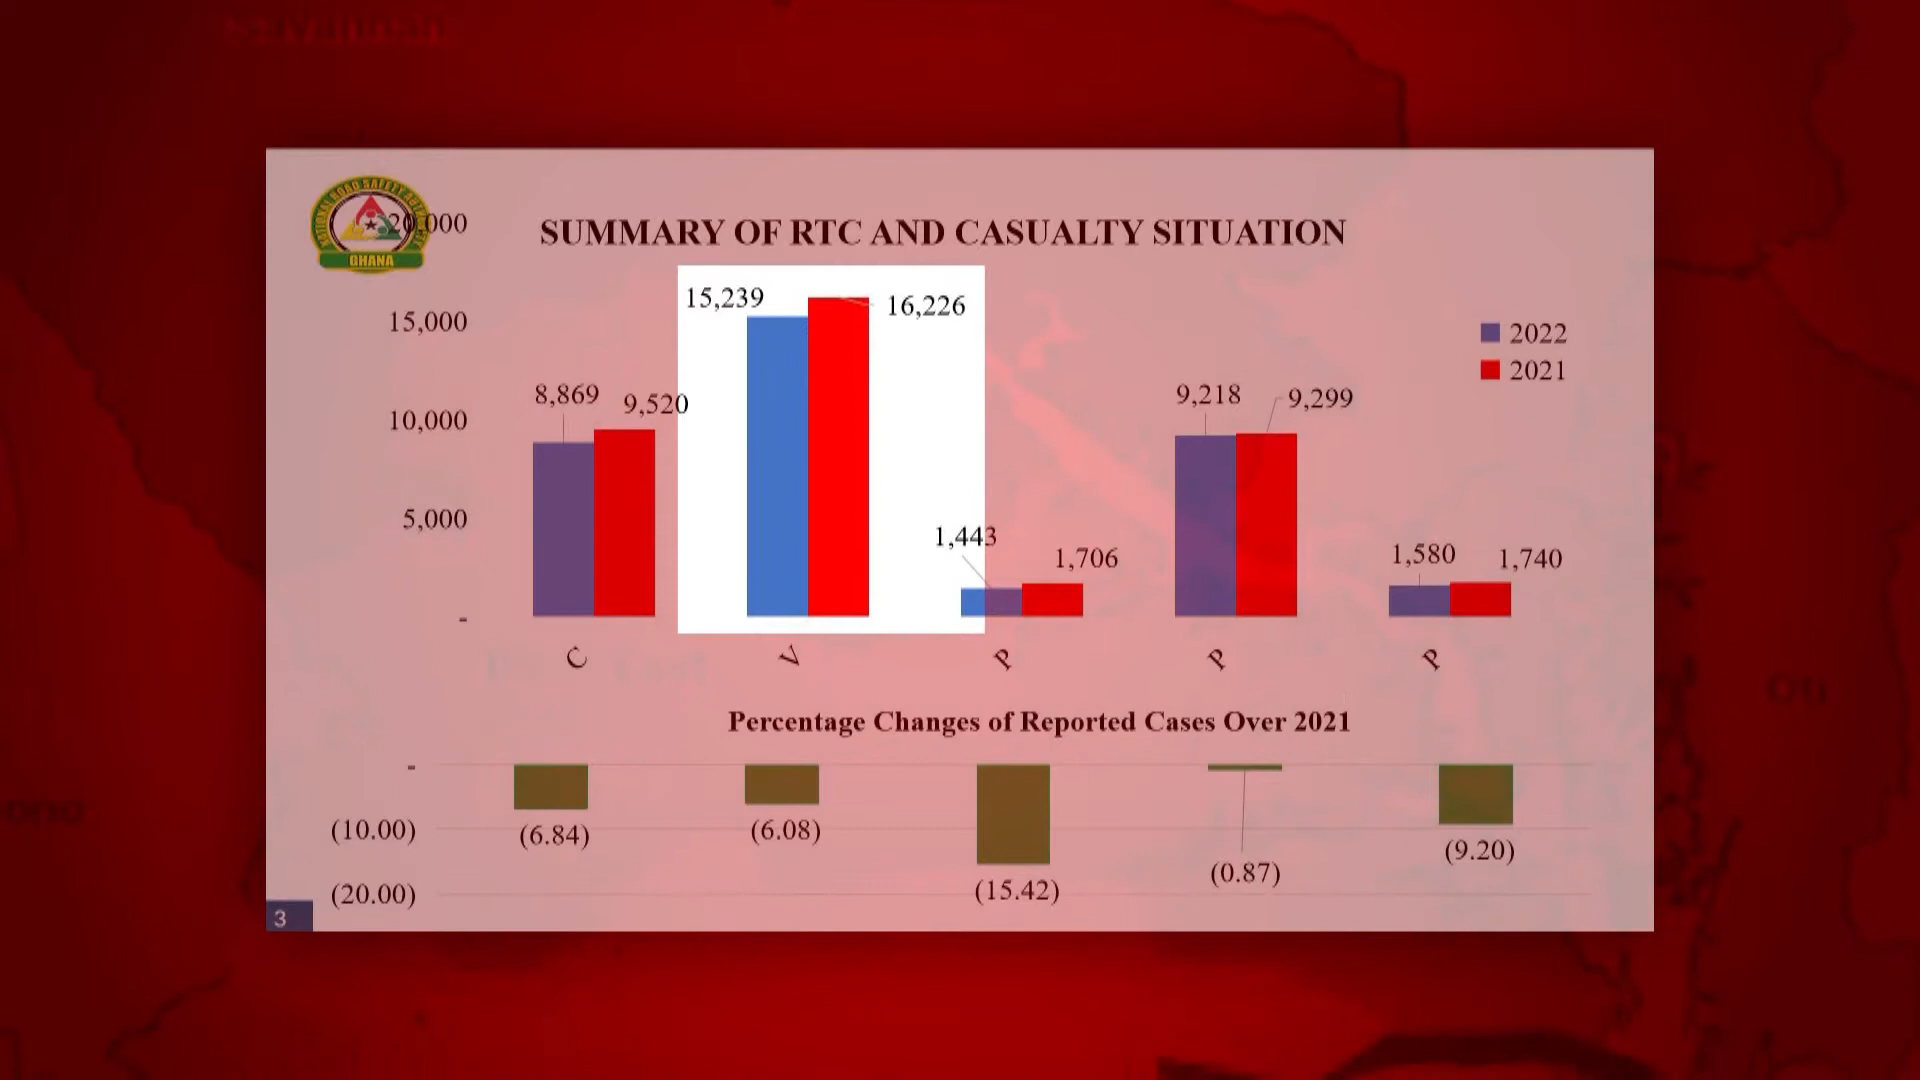 NATIONAL ROAD SAFETY
GHANA
SUMMARY OF RTC AND CASUALTY SITUATION
20,000
15,000
10,000
5,000
-
15,239
16,226
8,869
9,520
1,443
1,706
9,218
9,299
1,580
1,740
2022
2021
C
V
P
P
P
Percentage Changes of Reported Cases Over 2021
-
(10.00)
(20.00)
(6.84)
(6.08)
(15.42)
(0.87)
(9.20)
3